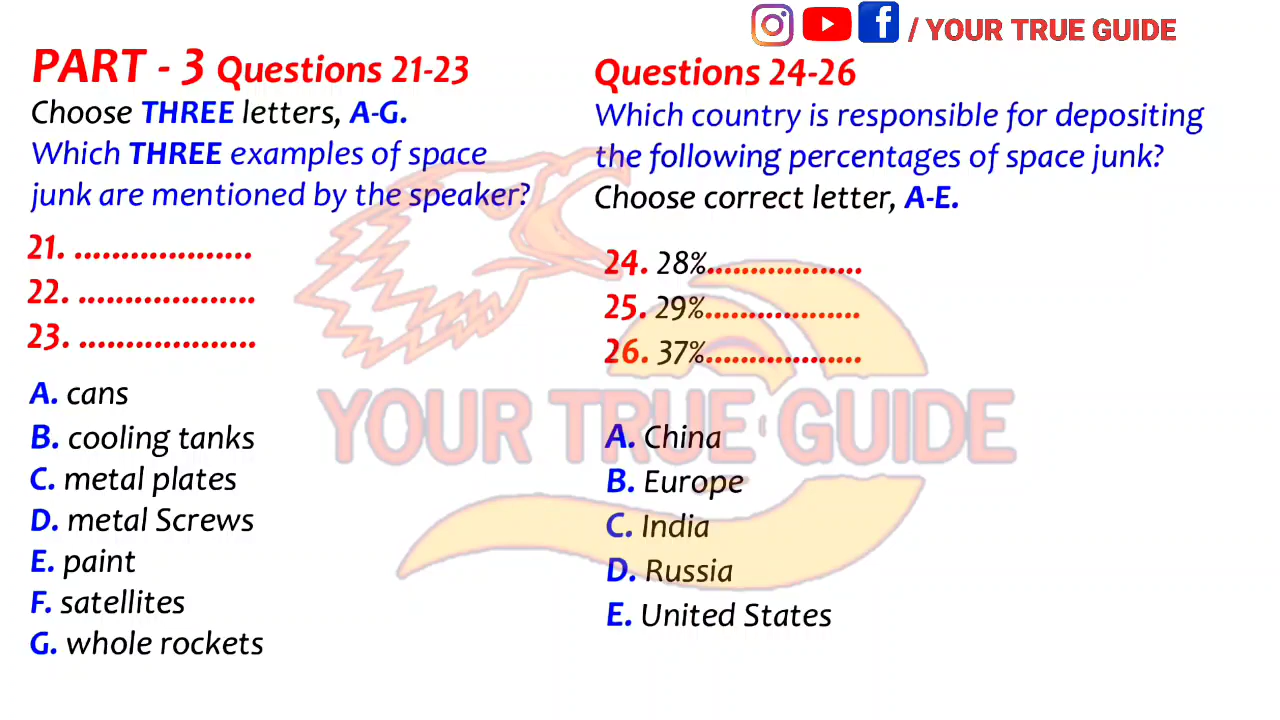 / YOUR TRUE GUIDE
PART - 3 Questions 21-23
Choose THREE letters, A-G.
Which THREE examples of space
junk are mentioned by the speaker?
21. ...................
22. ...................
23. ...................
A. cans
B. cooling tanks
C. metal plates
D. metal Screws
E. paint
F. satellites
G. whole rockets
Questions 24-26
Which country is responsible for depositing
the following percentages of space junk?
Choose correct letter, A-E.
24. 28%..................
25. 29%..................
26. 37%..................
A. China
B. Europe
C. India
D. Russia
E. United States
YOUR TRUE GUIDE